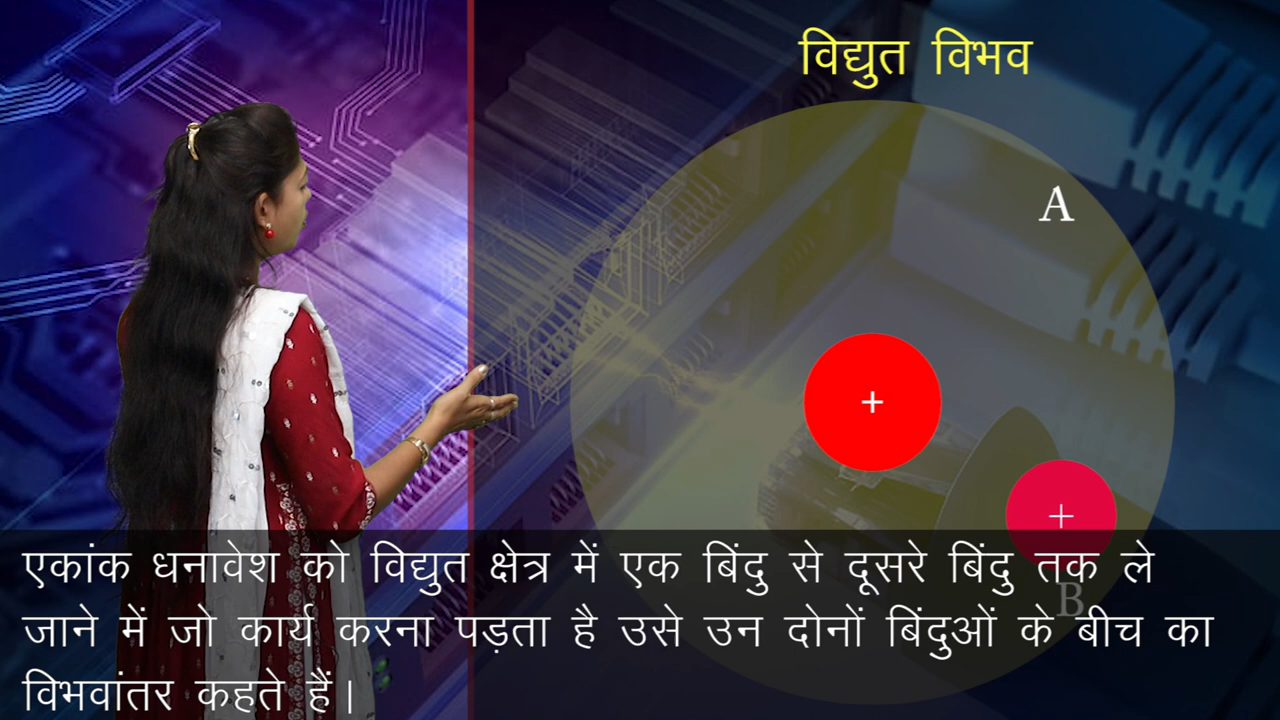 विद्युत विभव
A
+
+
B
एकांक धनावेश को विद्युत क्षेत्र में एक बिंदु से दूसरे बिंदु तक ले
जाने में जो कार्य करना पड़ता है उसे उन दोनों बिंदुओं के बीच का
विभवांतर कहते हैं।